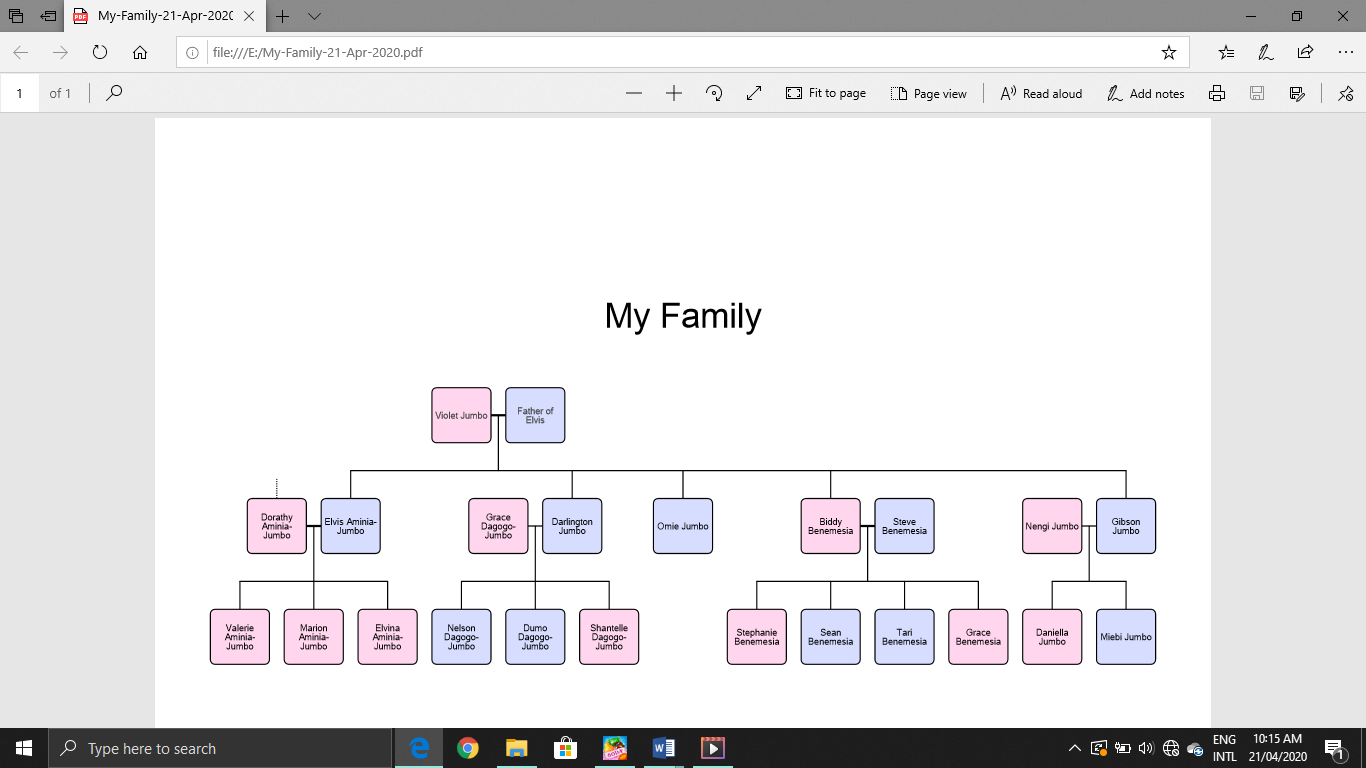 My-Family-21-Apr-202
file:///E:/My-Family-21-Apr-2020.pdf
1 of 1
Fit to page
Page view
Read aloud
Add notes
My Family
Violet Jumbo
Father of
Elvis
Dorathy
Aminia-
Jumbo
Elvis Aminia-
Jumbo
Grace
Dagogo-
Jumbo
Darlington
Jumbo
Omie Jumbo
Biddy
Benemesia
Steve
Benemesia
Nengi Jumbo
Gibson
Jumbo
Valerie
Aminia-
Jumbo
Marion
Aminia-
Jumbo
Elvina
Aminia-
Jumbo
Nelson
Dagogo-
Jumbo
Dumo
Dagogo-
Jumbo
Shantelle
Dagogo-
Jumbo
Stephanie
Benemesia
Sean
Benemesia
Tari
Benemesia
Grace
Benemesia
Daniella
Jumbo
Miebi Jumbo
Type here to search
ENG
INTL
10:15 AM
21/04/2020
1